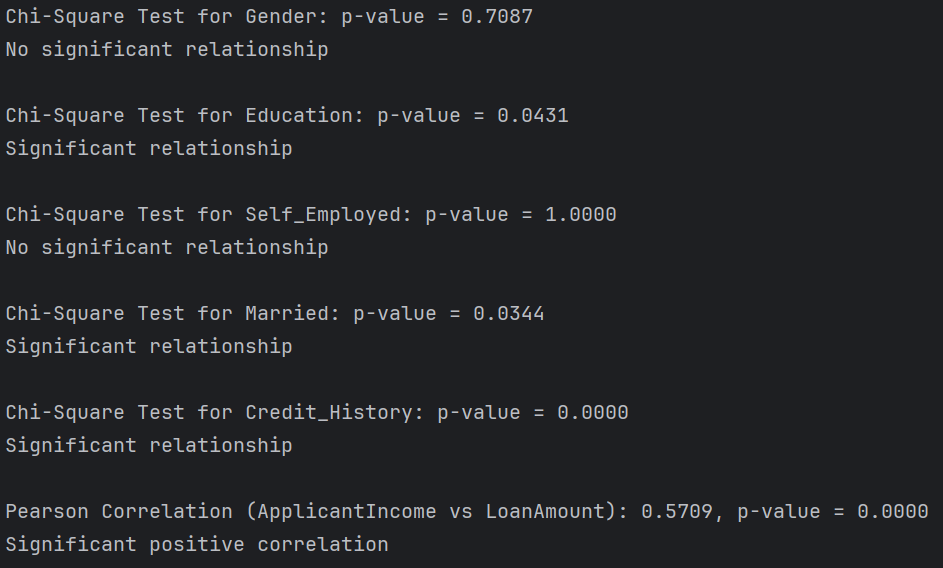 Chi-Square Test for Gender: p-value = 0.7087
No significant relationship
Chi-Square Test for Education: p-value = 0.0431
Significant relationship
Chi-Square Test for Self_Employed: p-value = 1.0000
No significant relationship
Chi-Square Test for Married: p-value = 0.0344
Significant relationship
Chi-Square Test for Credit_History: p-value = 0.0000
Significant relationship
Pearson Correlation (ApplicantIncome vs LoanAmount): 0.5709, p-value = 0.0000
Significant positive correlation